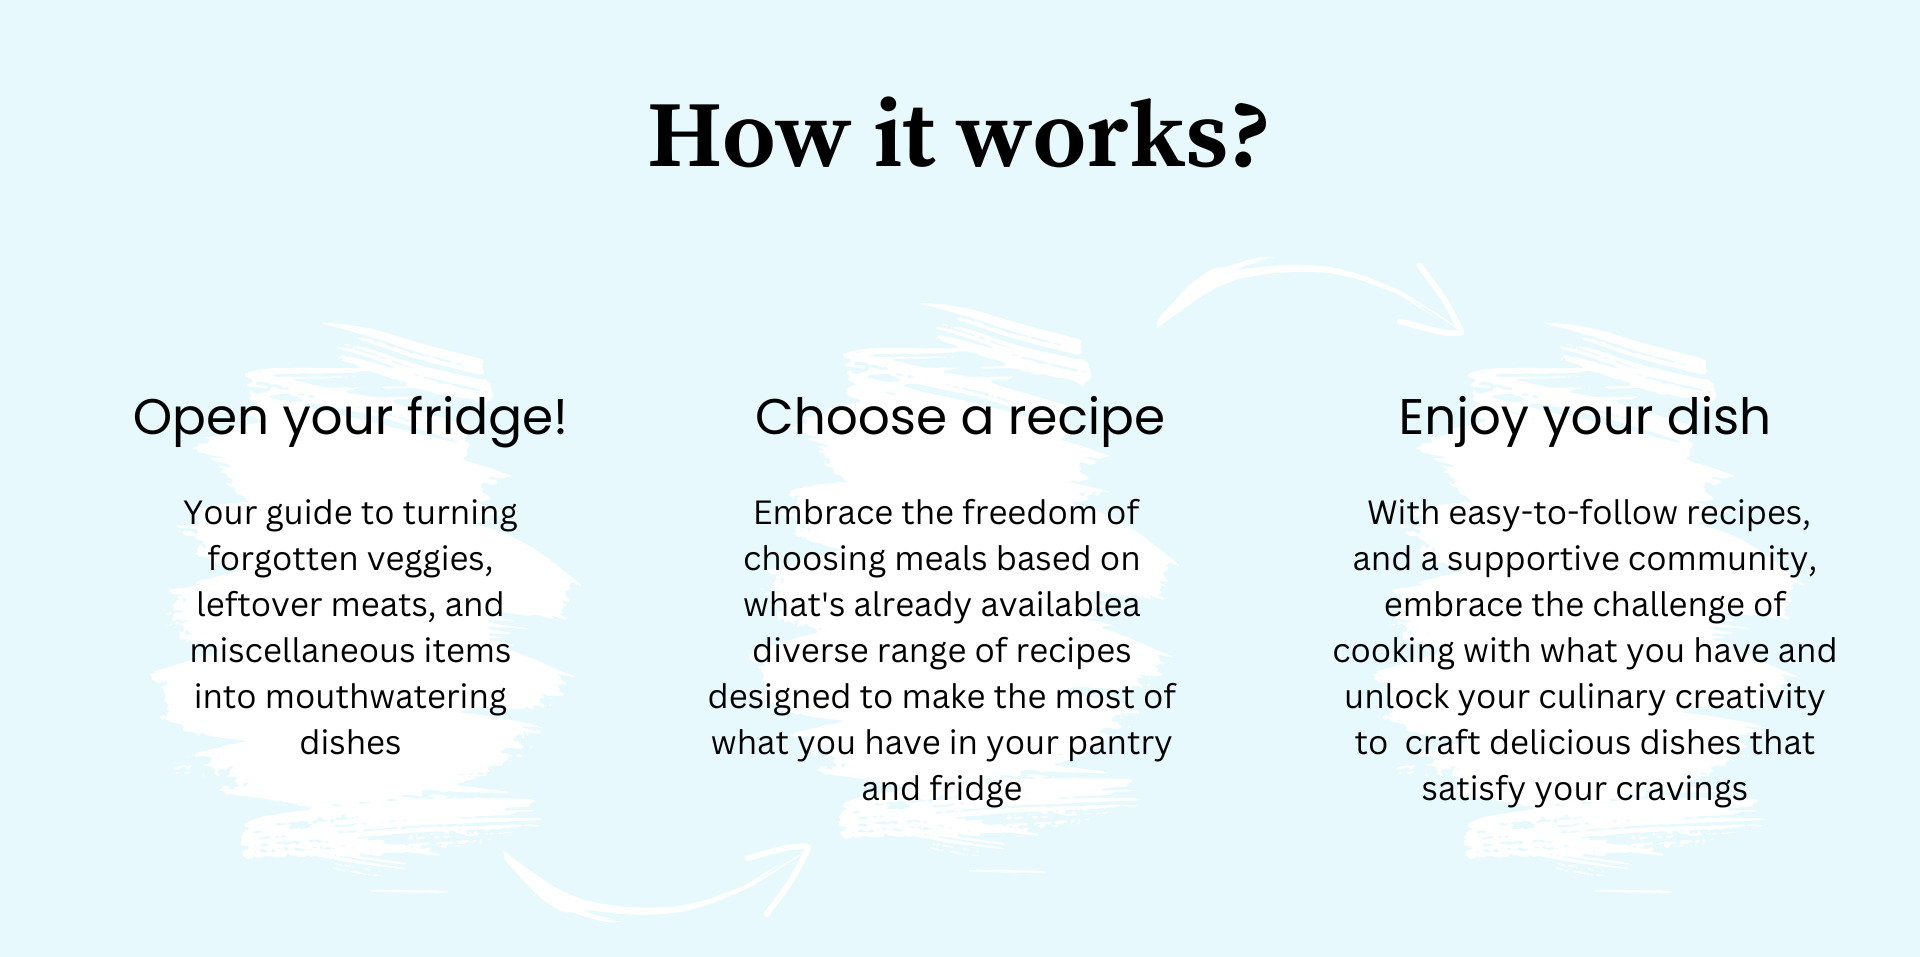 How it works?
Open your fridge!
Your guide to turning
forgotten veggies,
leftover meats, and
miscellaneous items
into mouthwatering
dishes
Choose a recipe
Embrace the freedom of
choosing meals based on
what's already availablea
diverse range of recipes
designed to make the most of
what you have in your pantry
and fridge
Enjoy your dish
With easy-to-follow recipes,
and a supportive community,
embrace the challenge of
cooking with what you have and
unlock your culinary creativity
to  craft delicious dishes that
satisfy your cravings